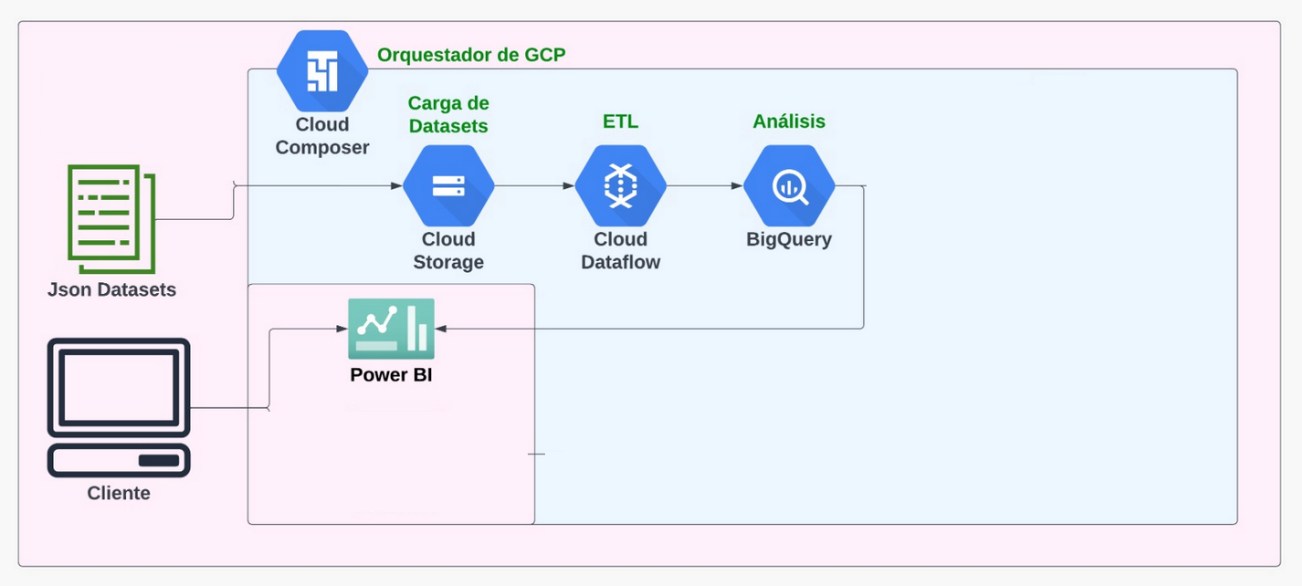 Orquestador de GCP
Cloud
Composer
Carga de
Datasets
ETL
Análisis
Cloud
Storage
Cloud
Dataflow
BigQuery
Json Datasets
Power BI
Cliente